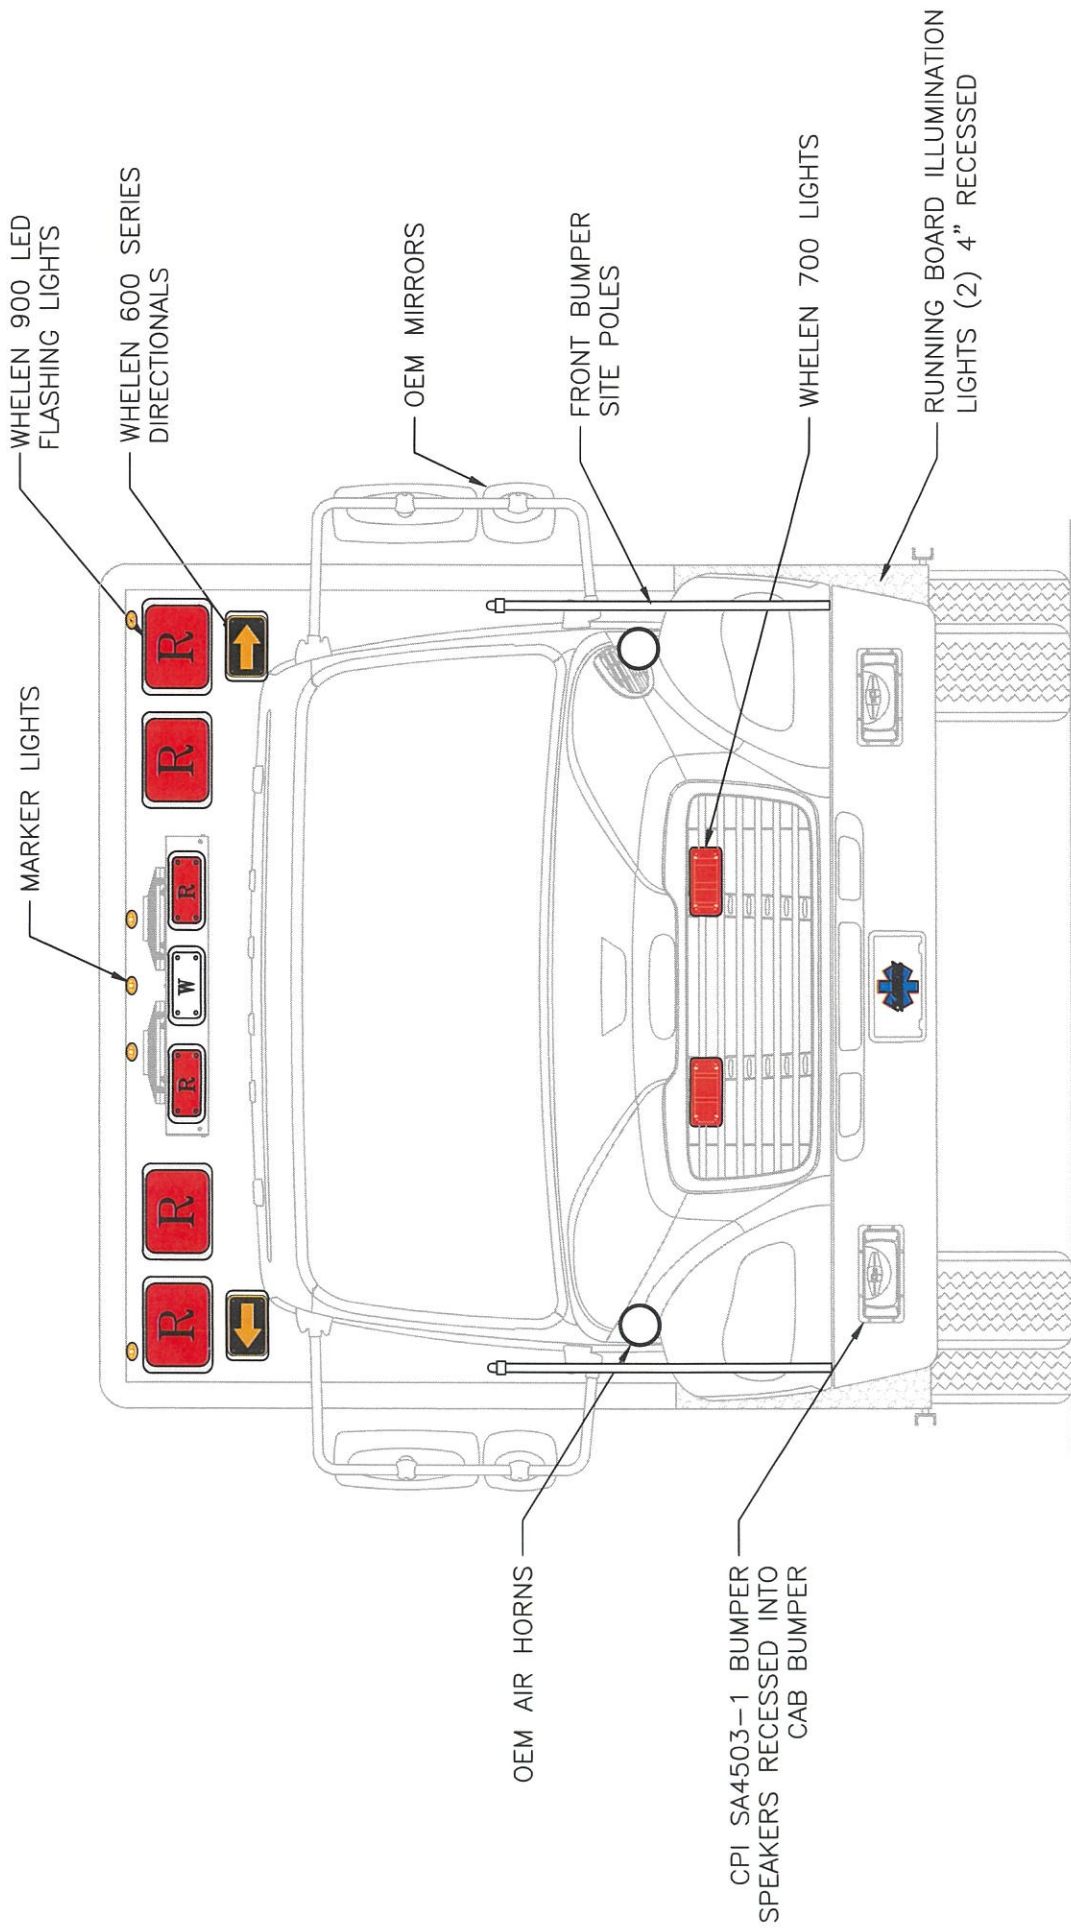 MARKER LIGHTS
WHELEN 900 LED
FLASHING LIGHTS
WHELEN 600 SERIES
DIRECTIONALS
OEM MIRRORS
FRONT BUMPER
SITE POLES
WHELEN 700 LIGHTS
RUNNING BOARD ILLUMINATION
LIGHTS (2) 4" RECESSED
OEM AIR HORNS
CPI SA4503-1 BUMPER
SPEAKERS RECESSED INTO
CAB BUMPER
R
R
R
W
R
R
R